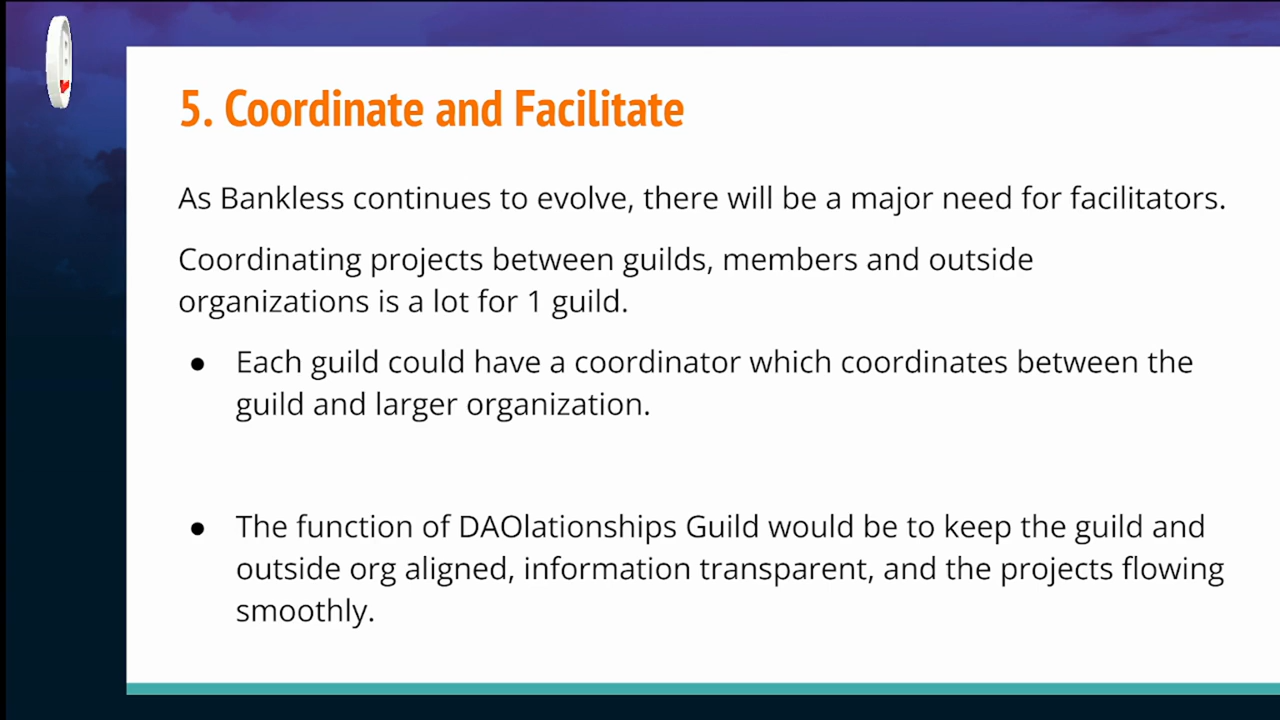 5. Coordinate and Facilitate
As Bankless continues to evolve, there will be a major need for facilitators.
Coordinating projects between guilds, members and outside
organizations is a lot for 1 guild.
● Each guild could have a coordinator which coordinates between the
guild and larger organization.
● The function of DAOlationships Guild would be to keep the guild and
outside org aligned, information transparent, and the projects flowing
smoothly.